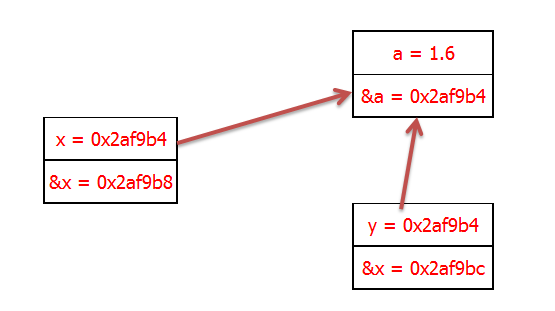 a = 1.6
&a = 0x2af9b4
x = 0x2af9b4
&x = 0x2af9b8
y = 0x2af9b4
&x = 0x2af9bc